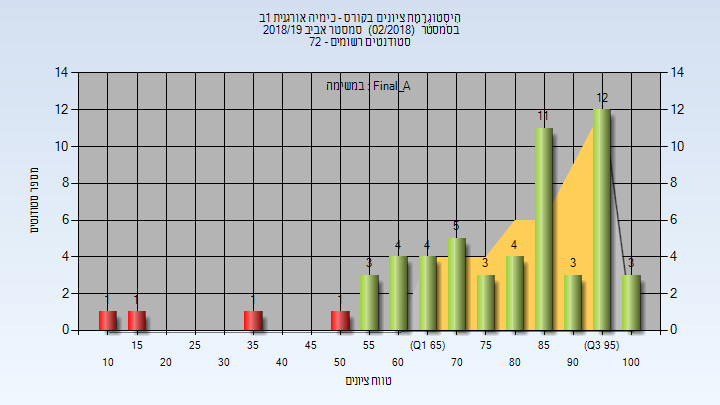 הִיסְטוֹגְרָמַת ציונים בקורס - כימיה אורגנית 1ב
בסמסטר (02/2018) סמסטר אביב 2018/19
סטודנטים רשומים - 72
במשימה : Final_A
מספר סטודנטים
14 14
12 12
10 10
8 8
6 6
4 4
2 2
0 0
1 1 1 1 3 4 4 5 3 4 11 3 12 3
15 25 35 45 55 (Q1 65) 75 85 (Q3 95)
10 20 30 40 50 60 70 80 90 100
טווח ציונים